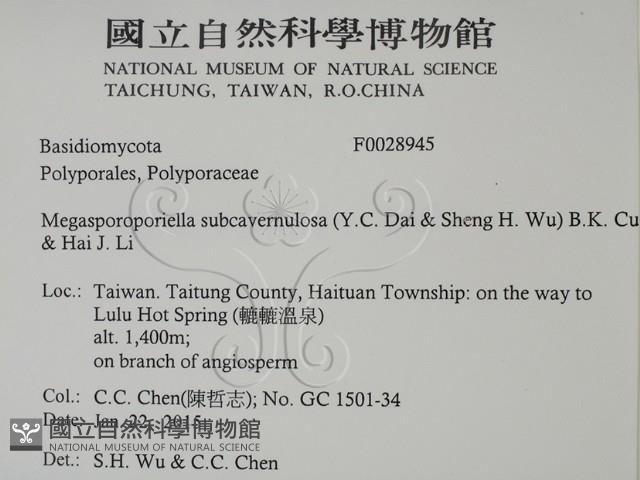 國立自然科學博物館
NATIONAL MUSEUM OF NATURAL SCIENCE
TAICHUNG, TAIWAN, R.O.CHINA
Basidiomycota F0028945
Polyporales, Polyporaceae
Megasporoporiella subcavernulosa (Y.C. Dai & Sheng H. Wu) B.K. Cu
& Hai J. Li
Loc.: Taiwan. Taitung County, Haituan Township: on the way to
Lulu Hot Spring (轆轆溫泉)
alt. 1,400m;
on branch of angiosperm
Col.: C.C. Chen(陳哲志); No. GC 1501-34
Date: Jan. 22, 2015
國立自然科學博物館
NATIONAL MUSEUM OF NATURAL SCIENCE
Det.: S.H. Wu & C.C. Chen